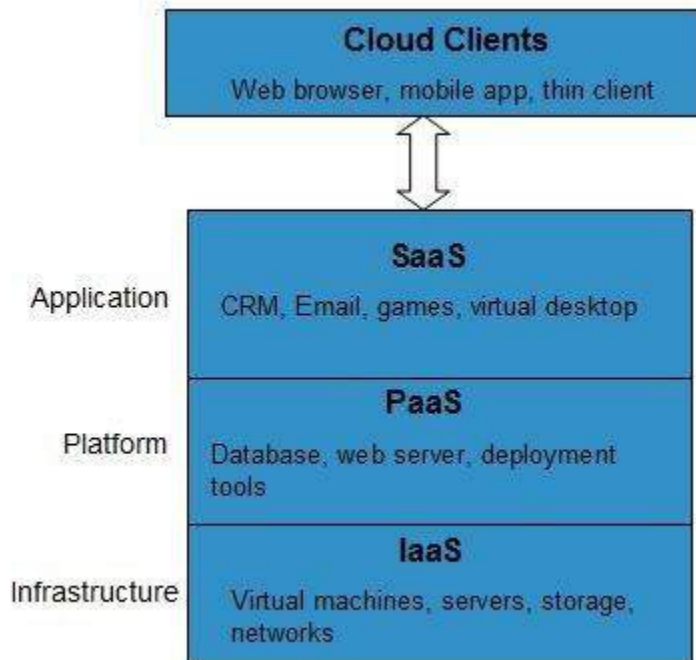 Cloud Clients
Web browser, mobile app, thin client
Application
SaaS
CRM, Email, games, virtual desktop
Platform
PaaS
Database, web server, deployment
tools
Infrastructure
IaaS
Virtual machines, servers, storage,
networks